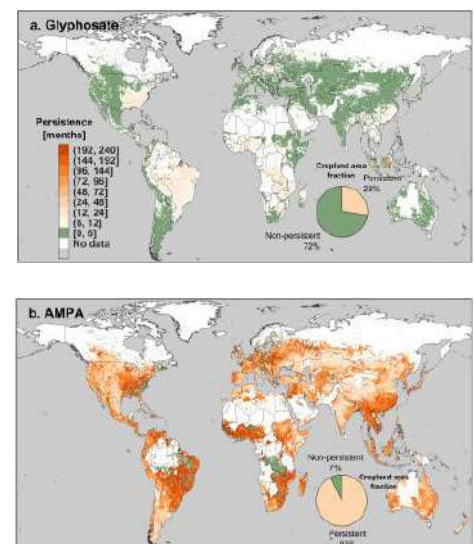 a. Glyphosate
Persistence
[months]
(192, 240]
(144, 192]
(96, 144]
(72, 96]
(48, 72]
(24, 48]
(12, 24]
(6, 12]
[0, 6]
No data
Cropland area
fraction
Persistent
28%
Non-persistent
72%
b. AMPA
Non-persistent
7%
Cropland area
fraction
Persistent
93%